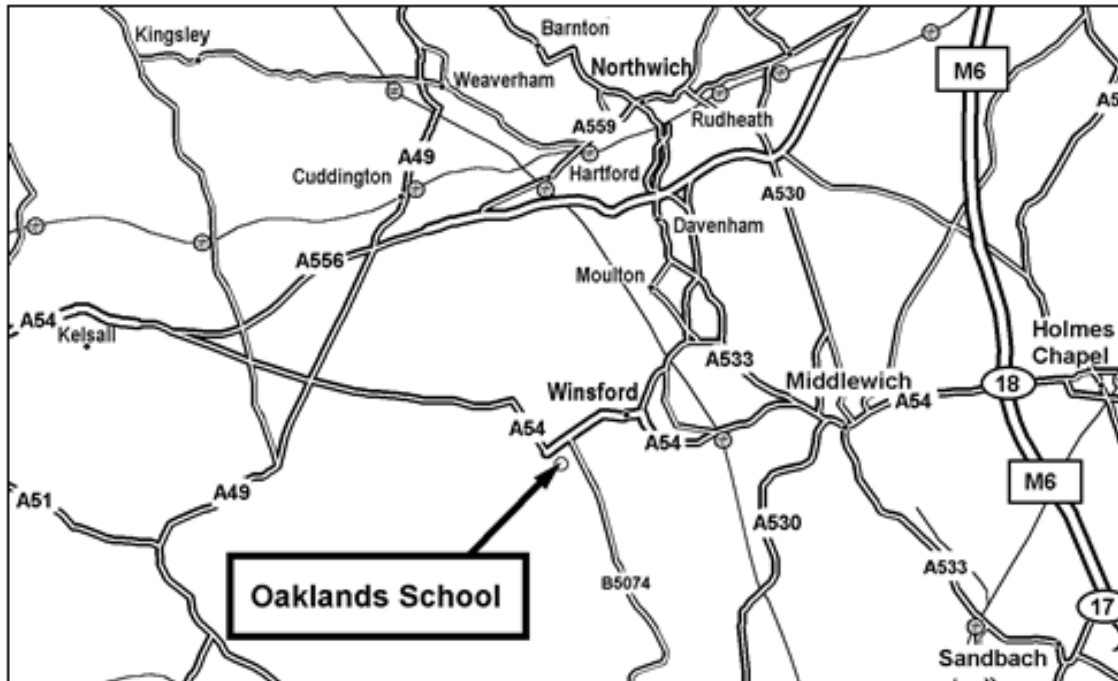 Kingsley
Barnton
Northwich
M6
Weaverham
A559
Rudheath
A49
Cuddington
Hartford
A530
Davenham
A556
Moulton
A54
Kelsall
Holmes
Chapel
A533
Middlewich
18
Winsford
A54
A54
A54
M6
A51
A49
A530
A533
B5074
Oaklands School
17
Sandbach